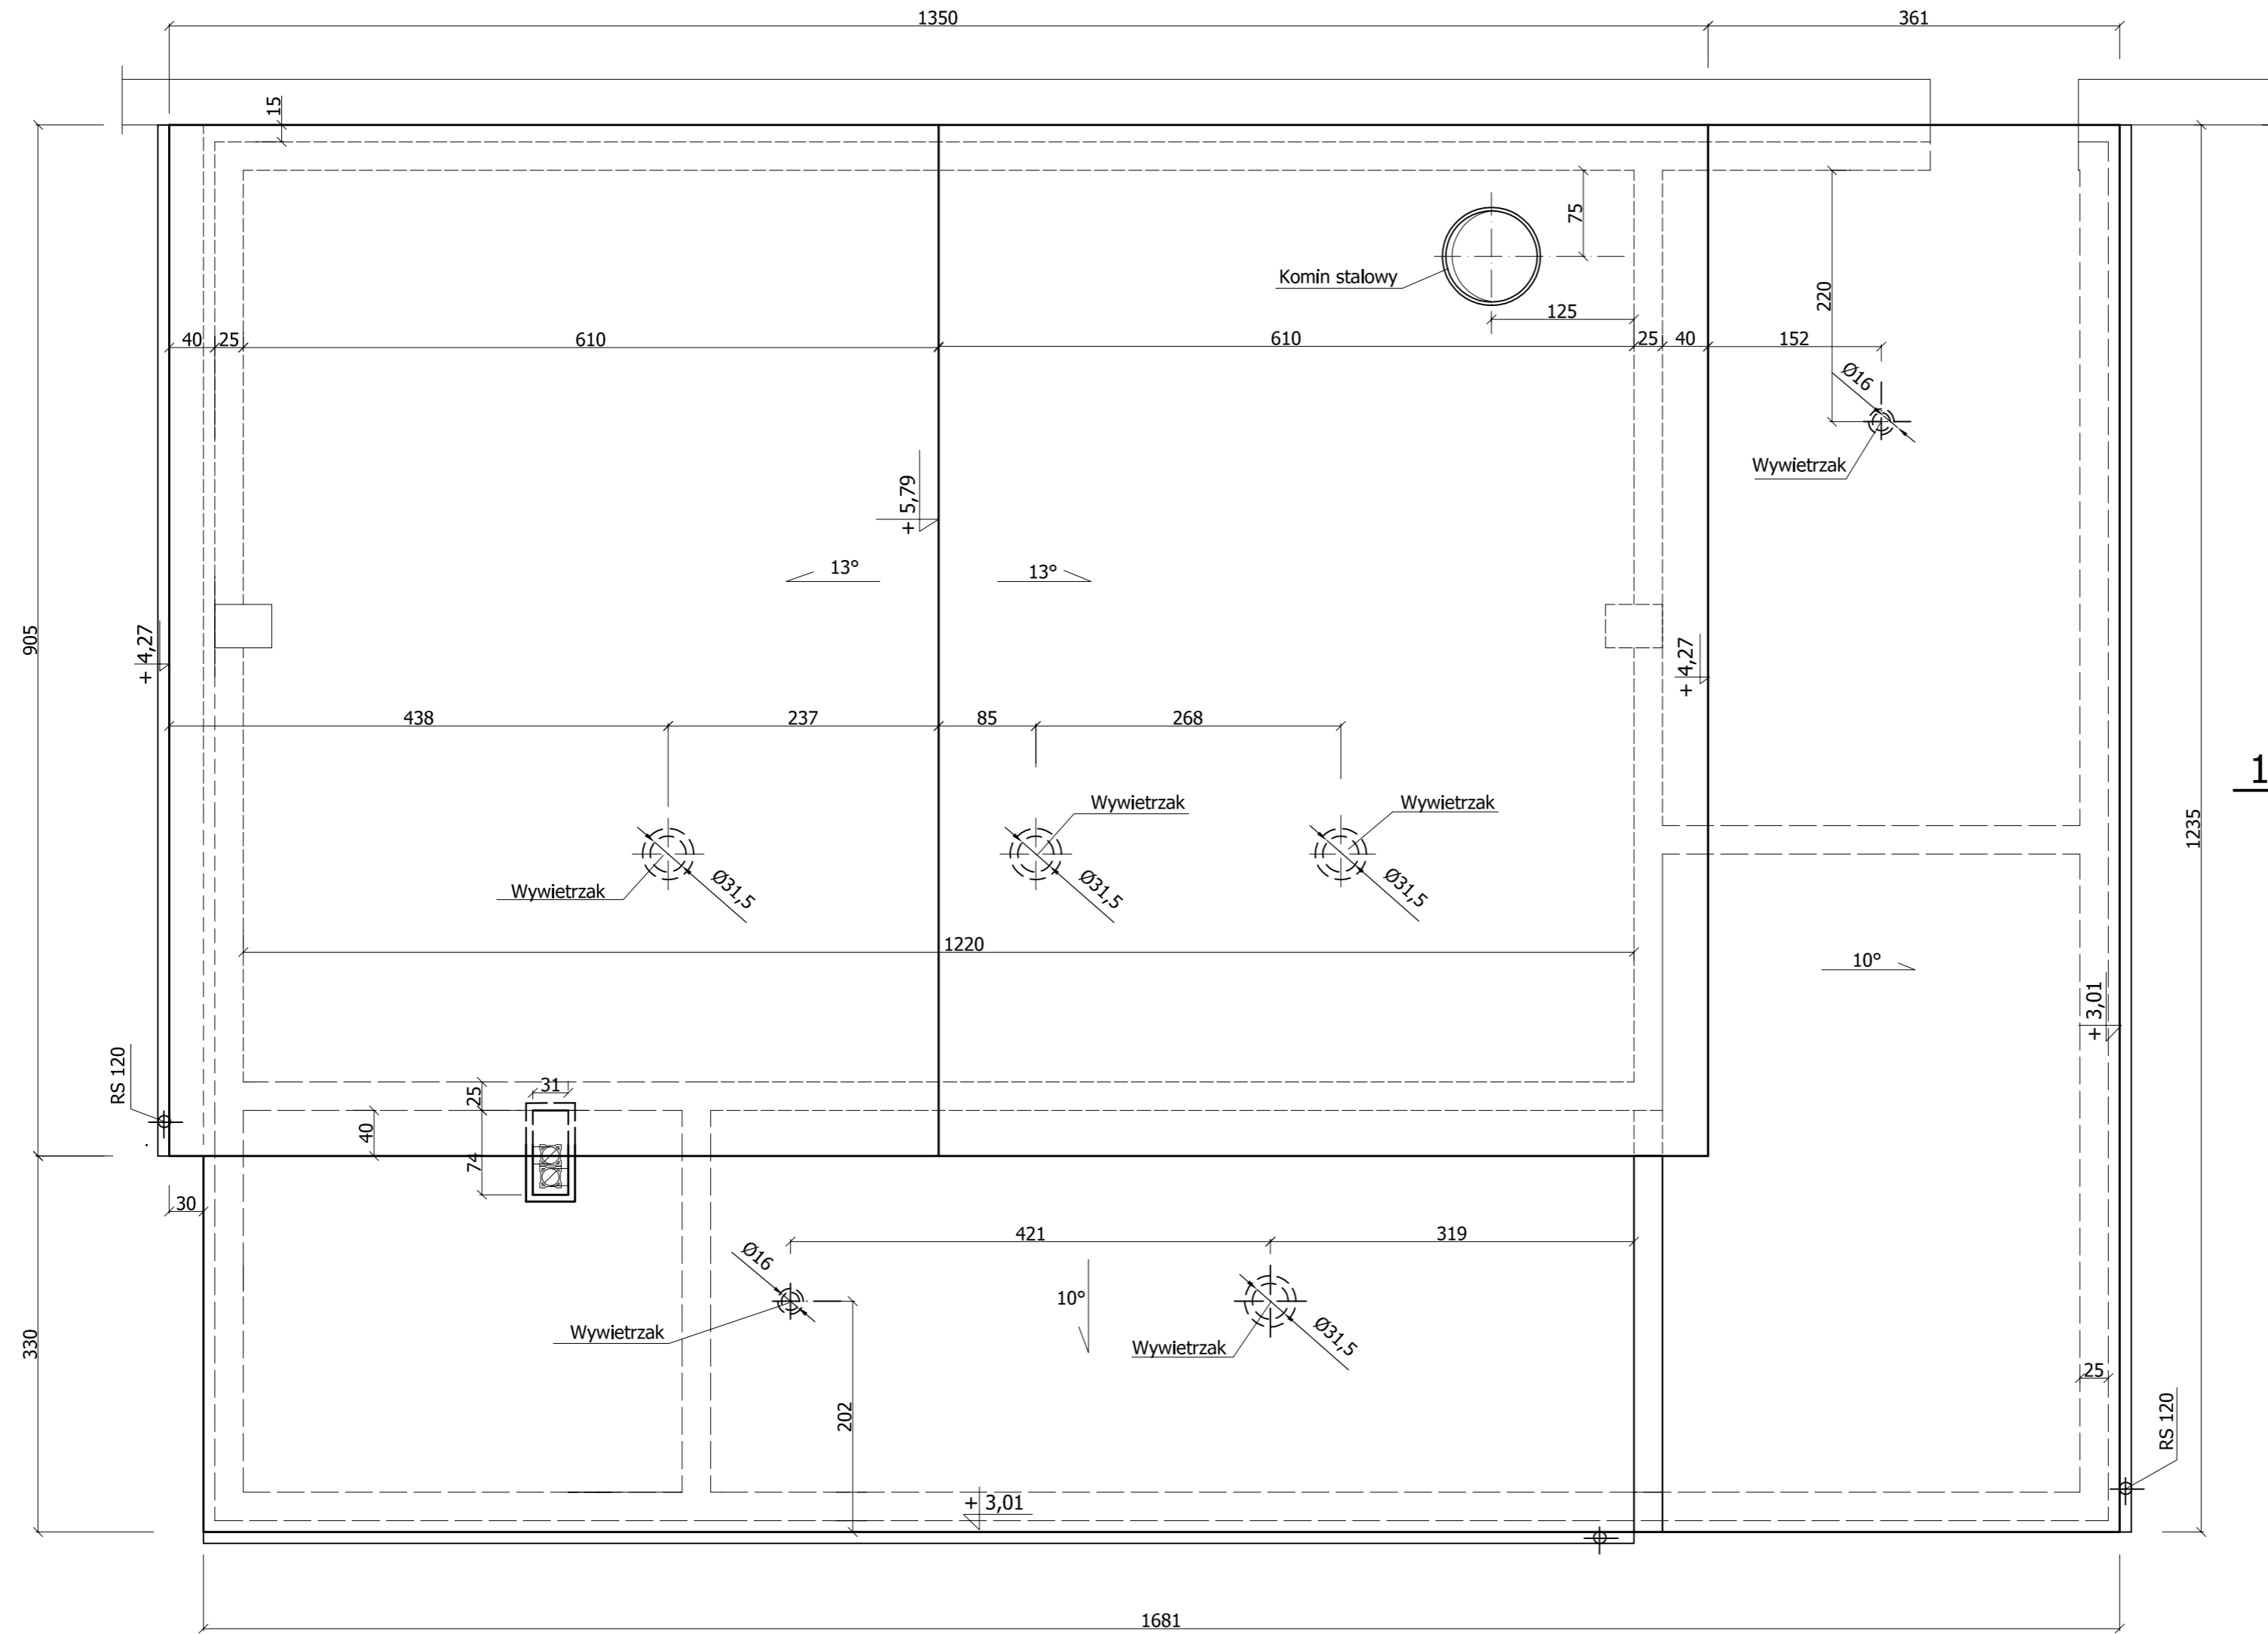 1350
361
15
75
Komin stalowy
220
125
40
25
610
610
25
40
152
Ø16
Wywietrzak
+ 5,79
13°
13°
905
+ 4,27
+ 4,27
438
237
85
268
1
Wywietrzak
Wywietrzak
1235
Wywietrzak
Ø31,5
Ø31,5
Ø31,5
1220
10°
+ 3,01
RS 120
25
31
40
74
30
421
319
Ø16
10°
Wywietrzak
Wywietrzak
Ø31,5
330
25
202
RS 120
+ 3,01
1681